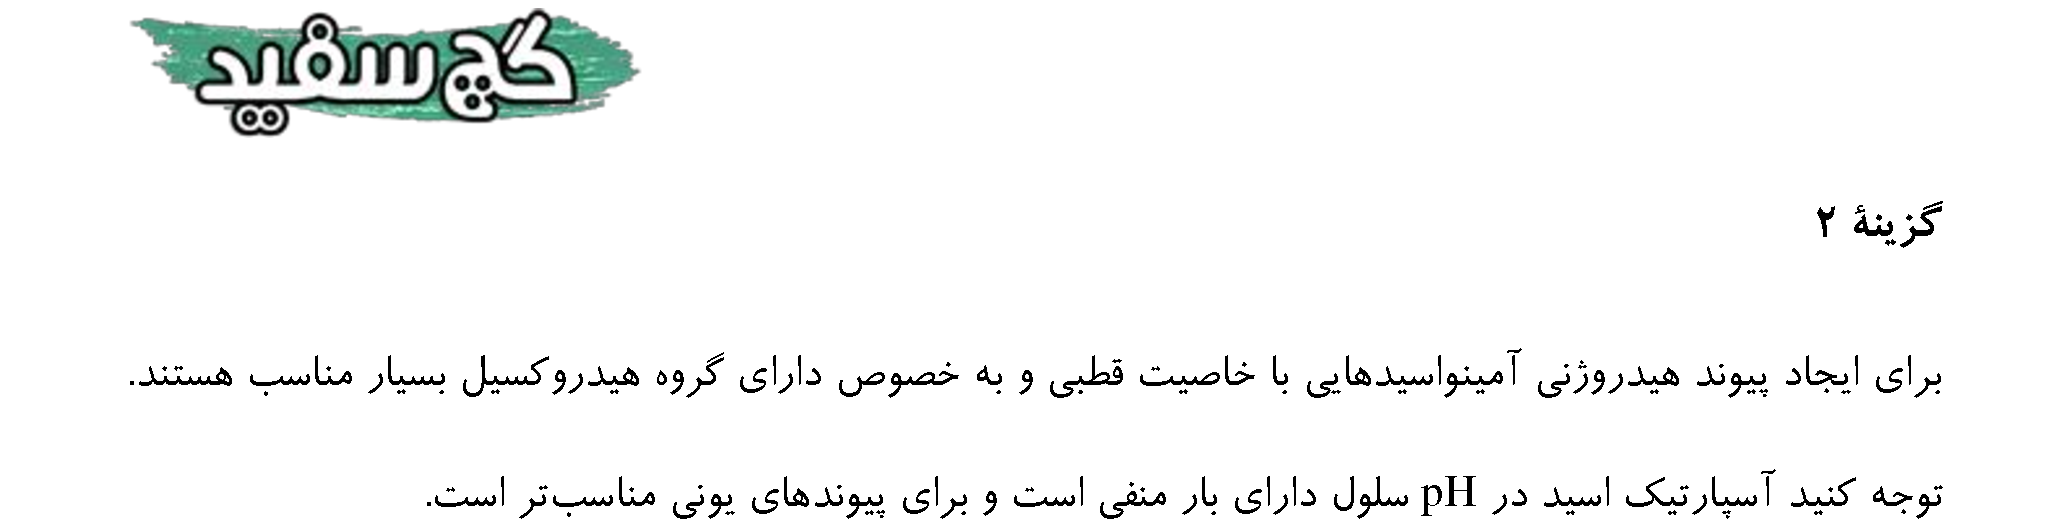 گچ سفید
گزینهٔ ۲
برای ایجاد پیوند هیدروژنی آمینواسیدهایی با خاصیت قطبی و به خصوص دارای گروه هیدروکسیل بسیار مناسب هستند.
توجه کنید آسپارتیک اسید در pH سلول دارای بار منفی است و برای پیوندهای یونی مناسب‌تر است.